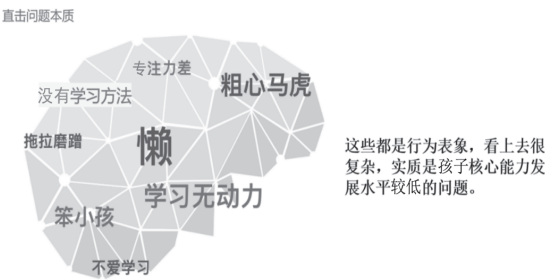 直击问题本质
专注力差
粗心马虎
没有学习方法
拖拉磨蹭
懒
学习无动力
笨小孩
不爱学习
这些都是行为表象，看上去很
复杂，实质是孩子核心能力发
展水平较低的问题。